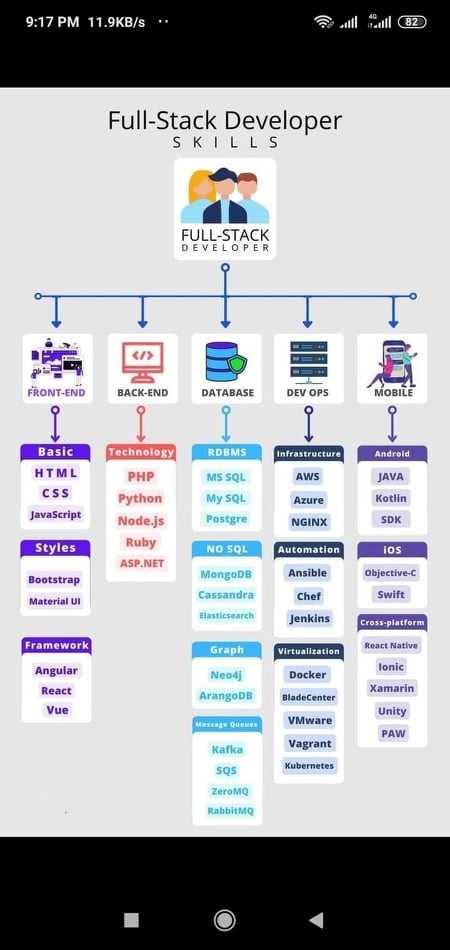 9:17 PM 11.9KB/s ··
4G
82
Full-Stack Developer
SKILLS
FULL-STACK
DEVELOPER
FRONT-END
BACK-END
DATABASE
DEV OPS
MOBILE
Basic
HTML
CSS
JavaScript
Styles
Bootstrap
Material UI
Framework
Angular
React
Vue
Technology
PHP
Python
Node.js
Ruby
ASP.NET
RDBMS
MS SQL
My SQL
Postgre
NO SQL
MongoDB
Cassandra
Elasticsearch
Graph
Neo4j
ArangoDB
Message Queues
Kafka
SQS
ZeroMQ
RabbitMQ
Infrastructure
AWS
Azure
NGINX
Automation
Ansible
Chef
Jenkins
Virtualization
Docker
BladeCenter
VMware
Vagrant
Kubernetes
Android
JAVA
Kotlin
SDK
iOS
Objective-C
Swift
Cross-platform
React Native
Ionic
Xamarin
Unity
PAW